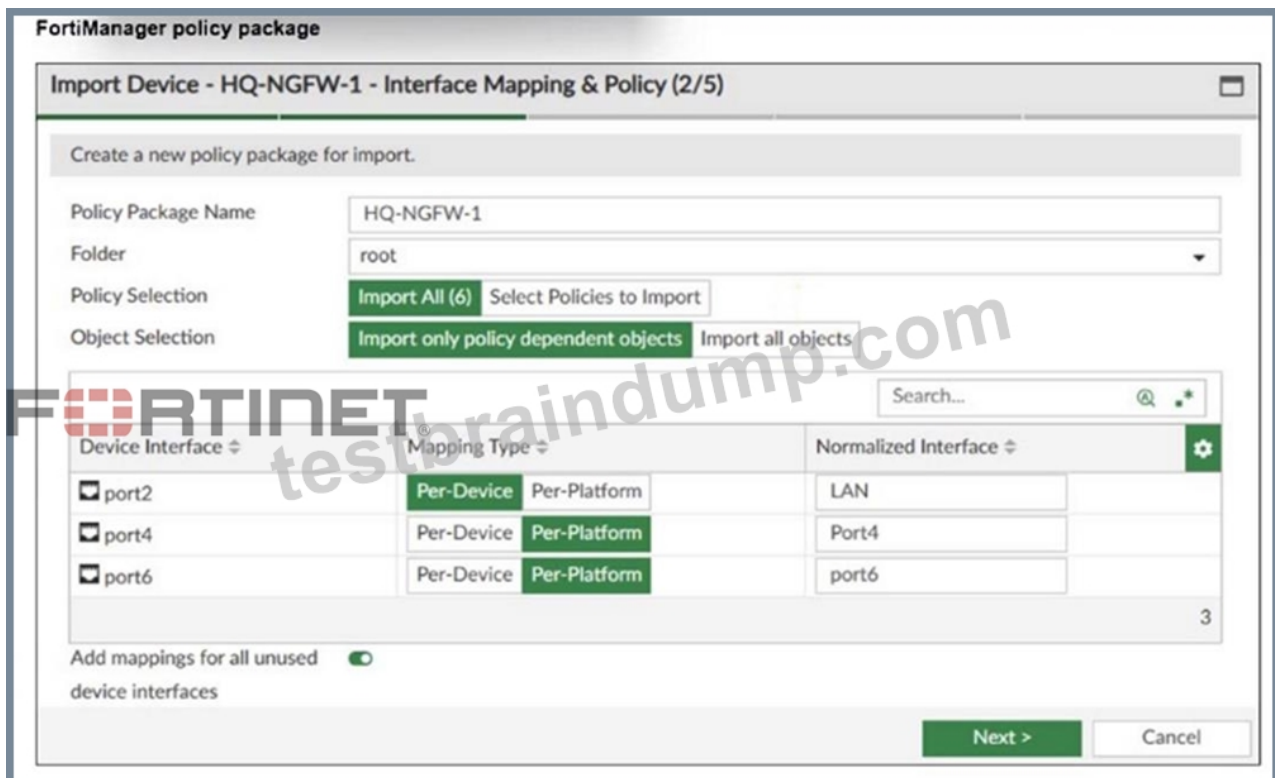 FortiManager policy package
Import Device - HQ-NGFW-1 - Interface Mapping & Policy (2/5)
Create a new policy package for import.
Policy Package Name HQ-NGFW-1
Folder root
Policy Selection Import All (6) Select Policies to Import
Object Selection Import only policy dependent objects Import all objects
Search...
FORTINET®
testbraindump.com
Device Interface Mapping Type Normalized Interface
port2 Per-Device Per-Platform LAN
port4 Per-Device Per-Platform Port4
port6 Per-Device Per-Platform port6
3
Add mappings for all unused
device interfaces
Next > Cancel